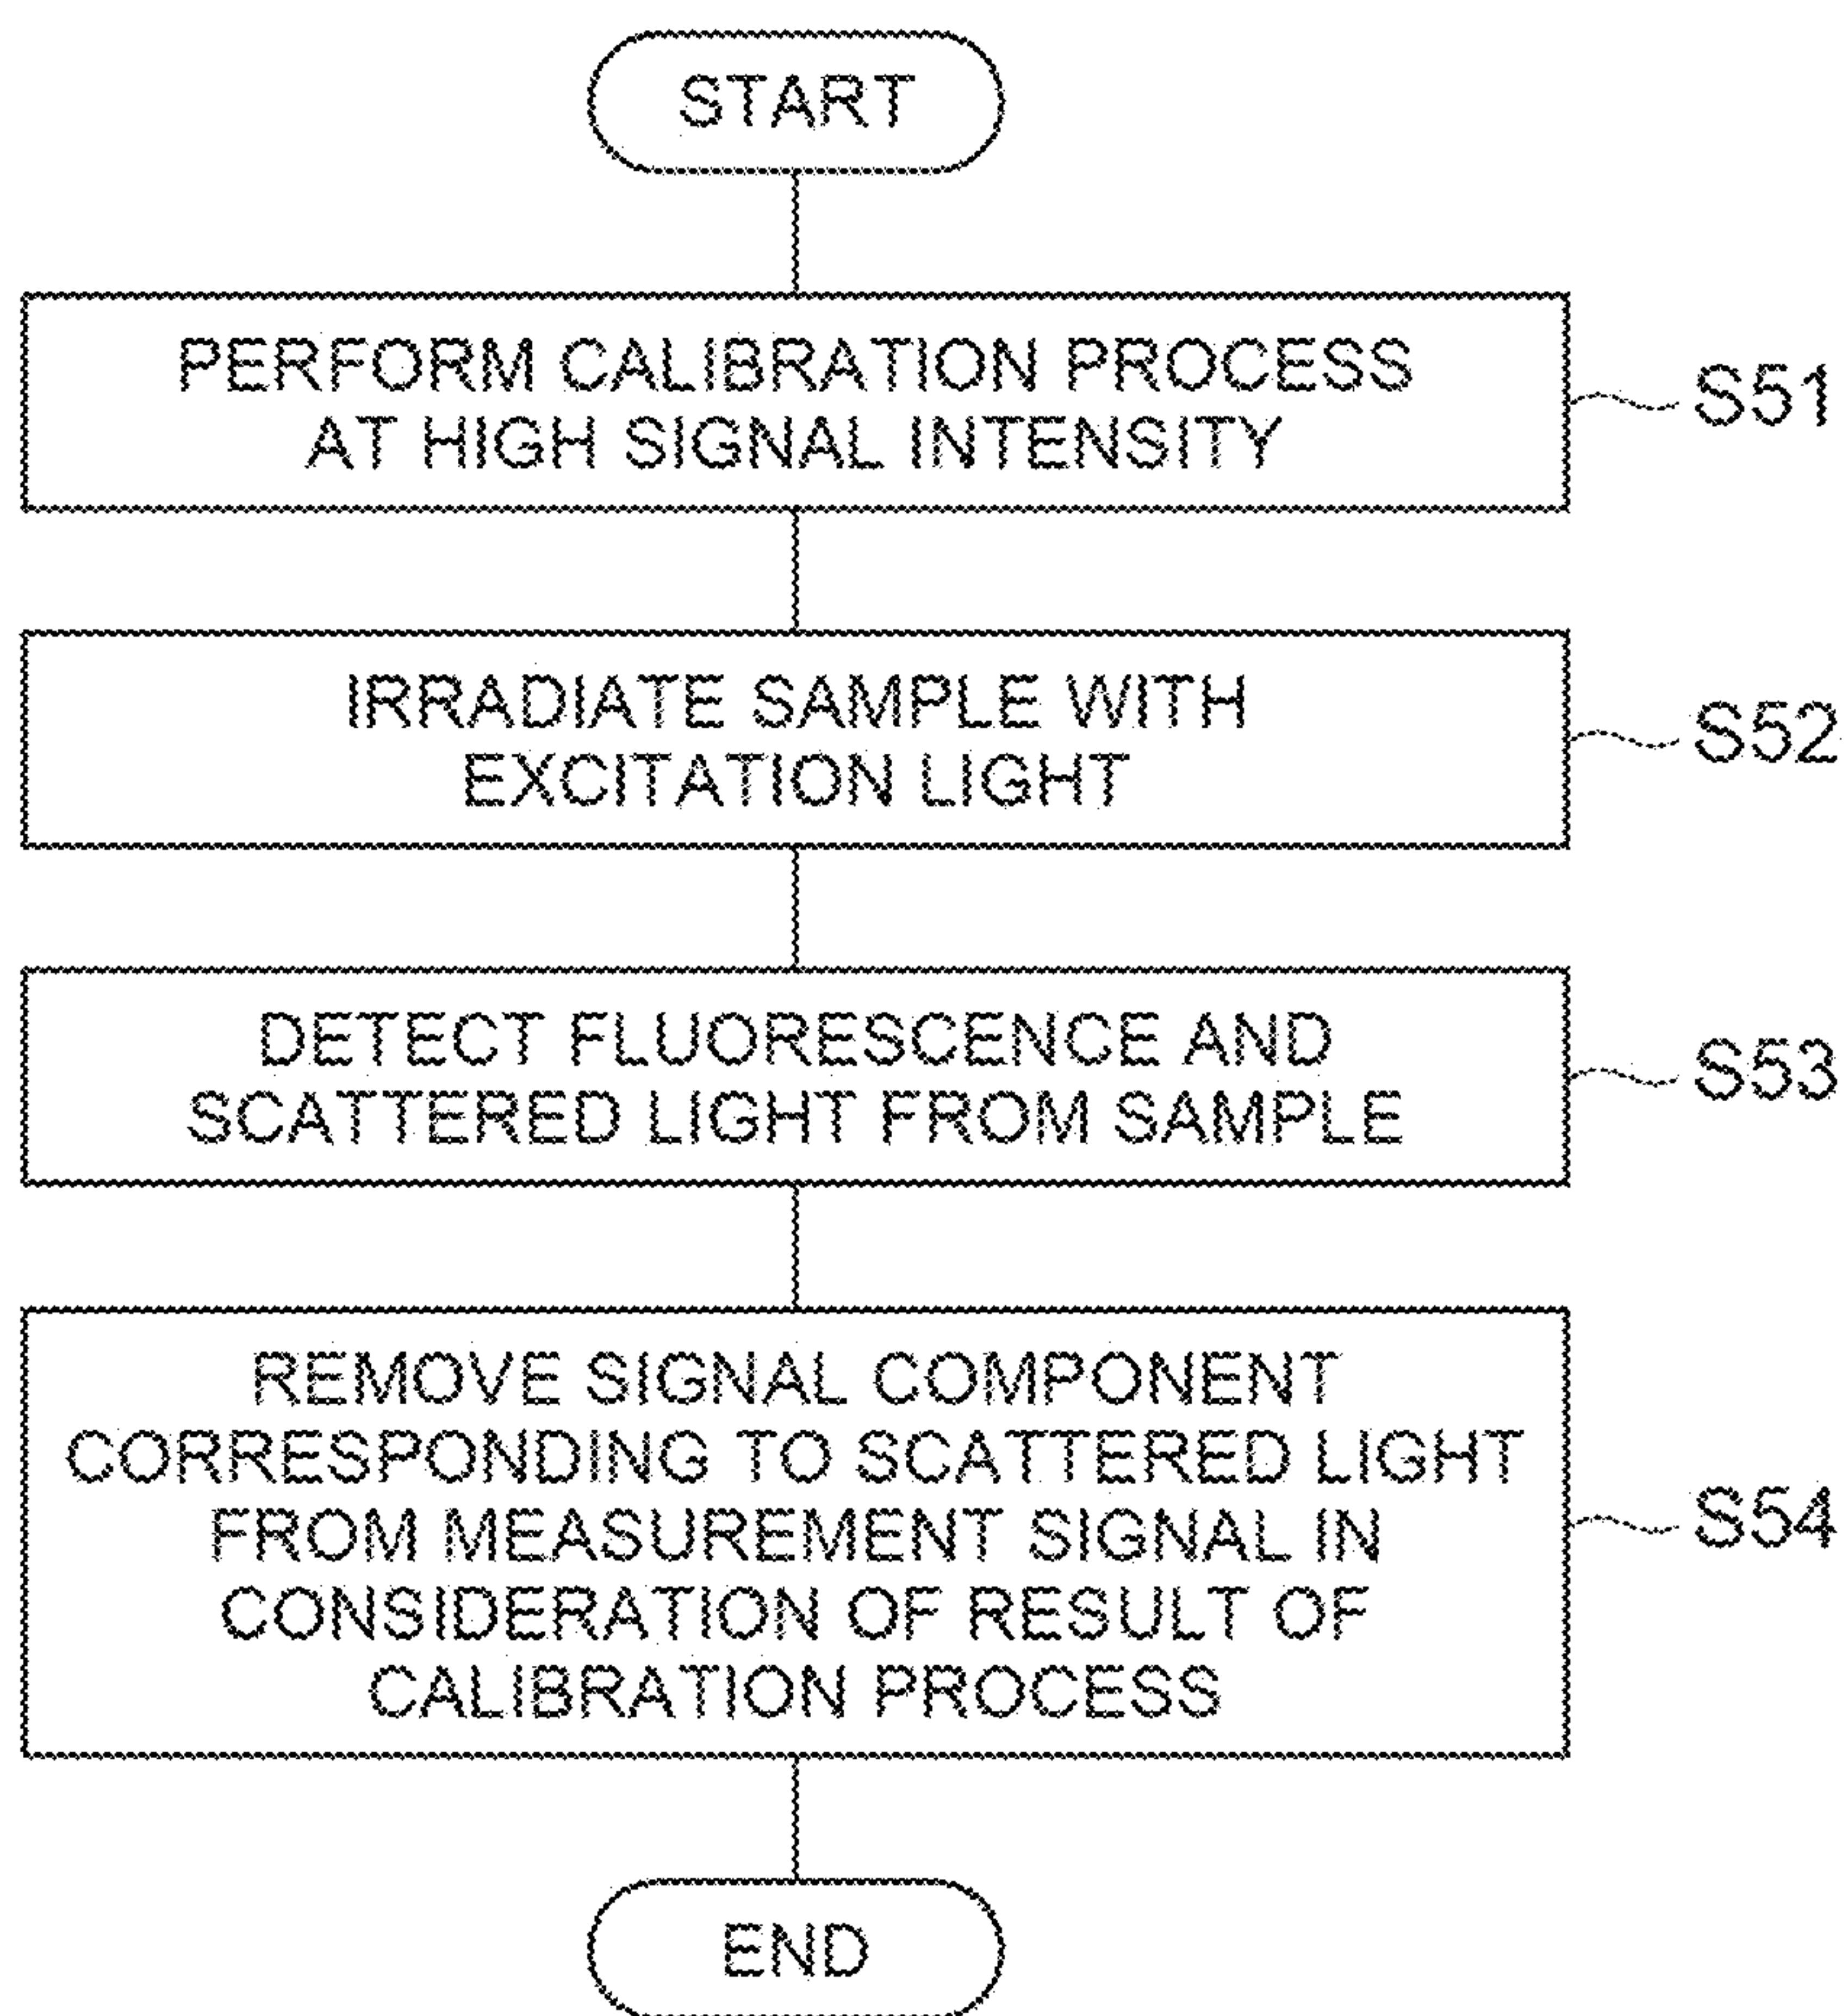 START
PERFORM CALIBRATION PROCESS
AT HIGH SIGNAL INTENSITY
S51
IRRADIATE SAMPLE WITH
EXCITATION LIGHT
S52
DETECT FLUORESCENCE AND
SCATTERED LIGHT FROM SAMPLE
S53
REMOVE SIGNAL COMPONENT
CORRESPONDING TO SCATTERED LIGHT
FROM MEASUREMENT SIGNAL IN
CONSIDERATION OF RESULT OF
CALIBRATION PROCESS
S54
END